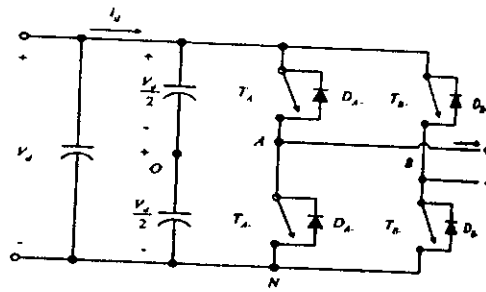 i_d
+ +
V_d/2
T_A D_A- T_B- D_B
-
+
V_d O A B
V_d/2
T_A- D_A- T_B- D_B
- -
N